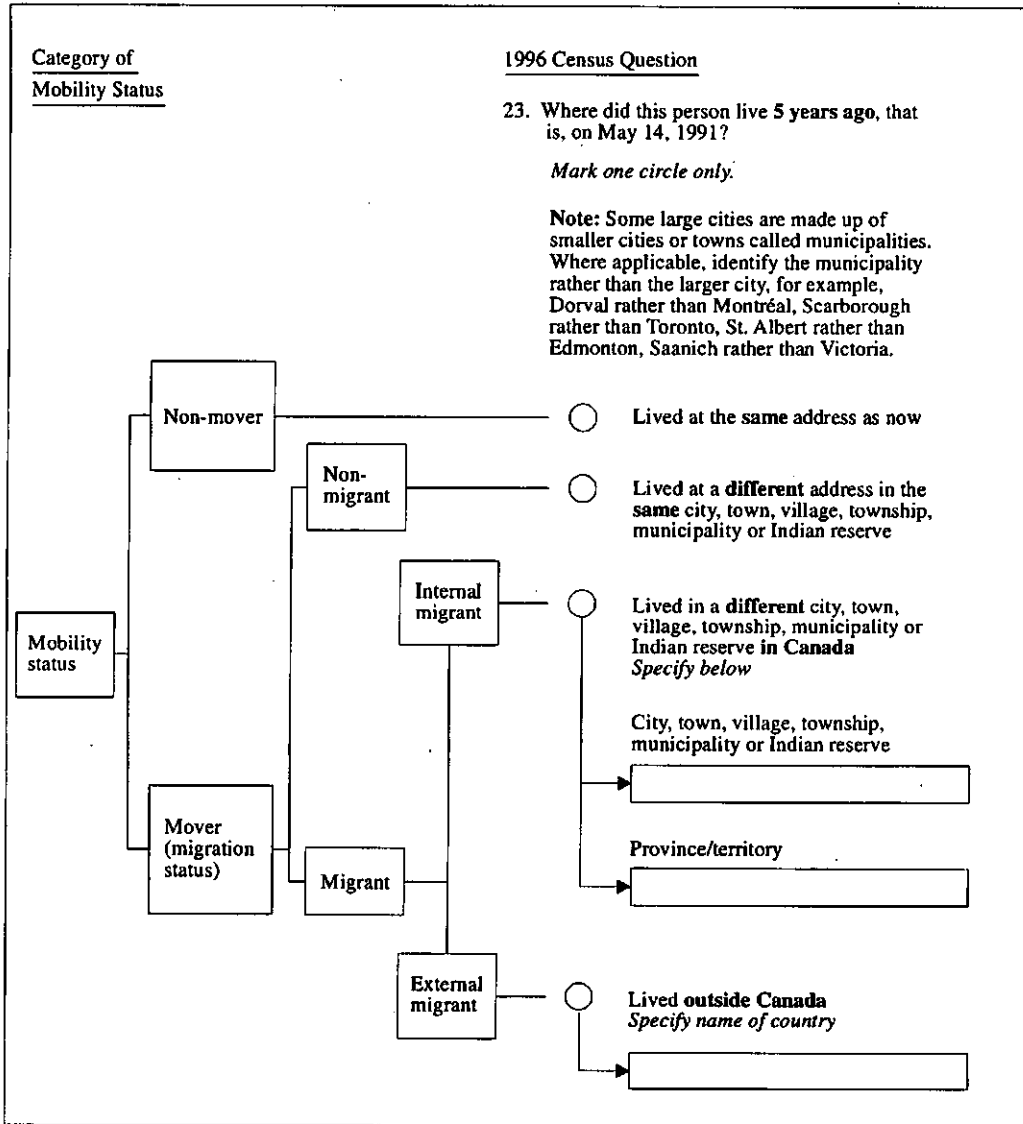 Category of
Mobility Status
1996 Census Question
23. Where did this person live 5 years ago, that
is, on May 14, 1991?
Mark one circle only.
Note: Some large cities are made up of
smaller cities or towns called municipalities.
Where applicable, identify the municipality
rather than the larger city, for example,
Dorval rather than Montréal, Scarborough
rather than Toronto, St. Albert rather than
Edmonton, Saanich rather than Victoria.
Non-mover
Lived at the same address as now
Non-
migrant
Lived at a different address in the
same city, town, village, township,
municipality or Indian reserve
Internal
migrant
Lived in a different city, town,
village, township, municipality or
Indian reserve in Canada
Specify below
Mobility
status
City, town, village, township,
municipality or Indian reserve
Mover
(migration
status)
Province/territory
Migrant
External
migrant
Lived outside Canada
Specify name of country